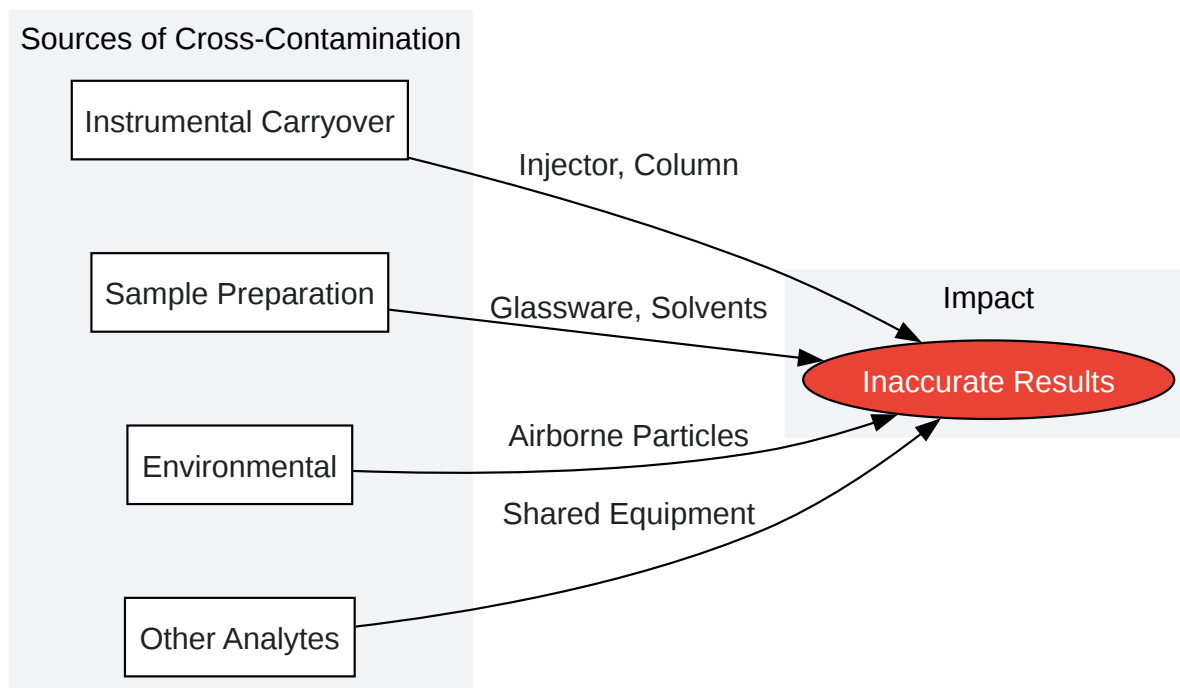 Sources of Cross-Contamination
Instrumental Carryover
Injector, Column
Sample Preparation
Glassware, Solvents
Impact
Inaccurate Results
Environmental
Airborne Particles
Shared Equipment
Other Analytes